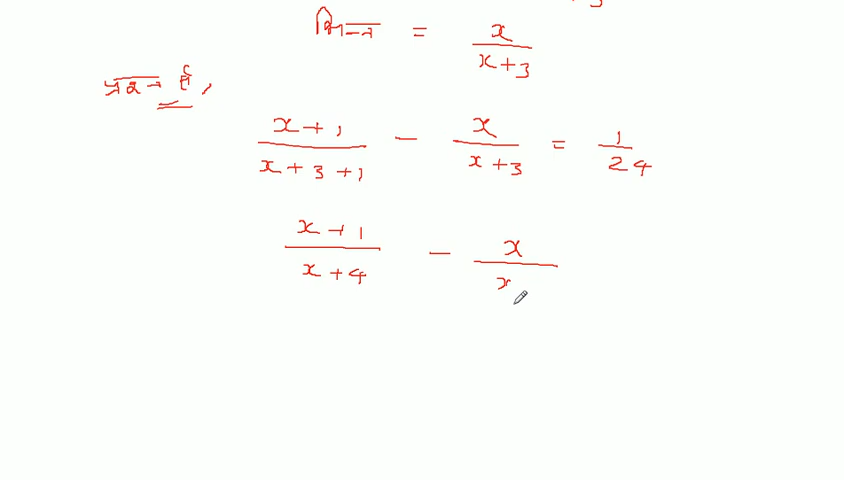 भिन्न = x/(x+3)
प्रश्न से,
(x+1)/(x+3+1) - x/(x+3) = 1/24
(x+1)/(x+4) - x/x